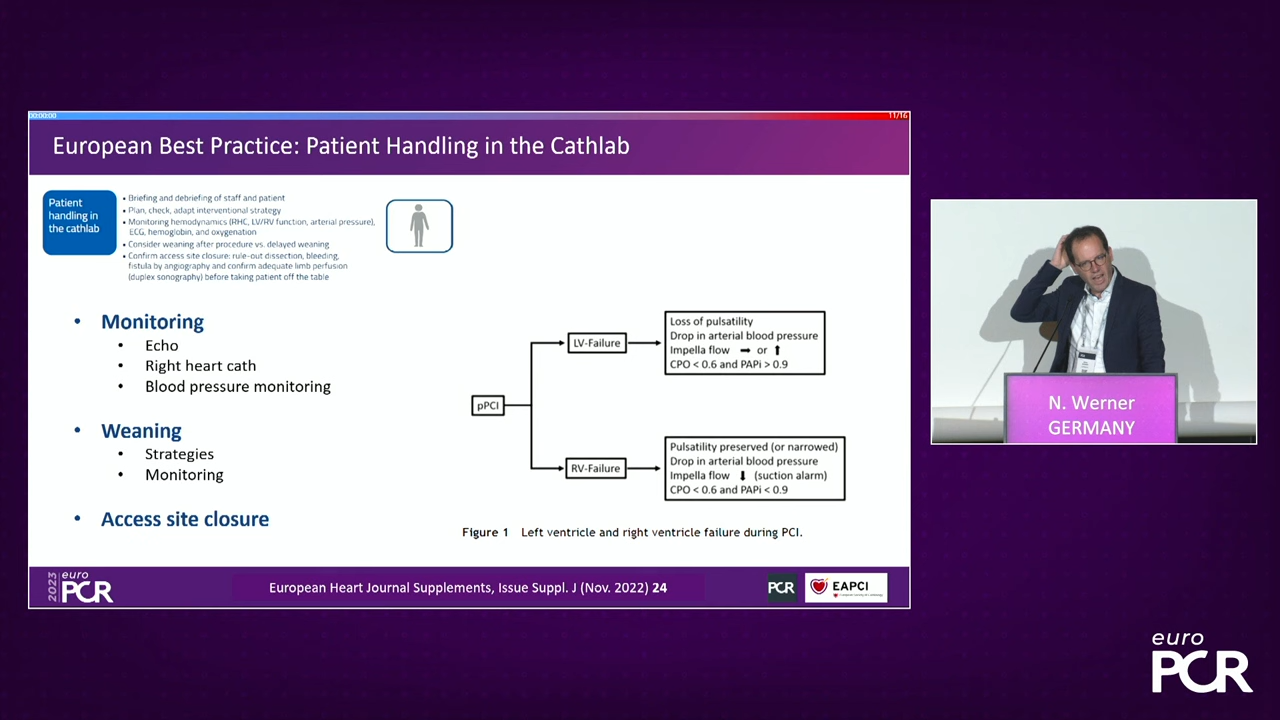 00:00:00
11/16
European Best Practice: Patient Handling in the Cathlab
Patient
handling in
the cathlab
• Briefing and debriefing of staff and patient
• Plan, check, adapt interventional strategy
• Monitoring hemodynamics (RHC, LV/RV function, arterial pressure),
ECG, hemoglobin, and oxygenation
• Consider weaning after procedure vs. delayed weaning
• Confirm access site closure: rule-out dissection, bleeding,
fistula by angiography and confirm adequate limb perfusion
(duplex sonography) before taking patient off the table
• Monitoring
• Echo
• Right heart cath
• Blood pressure monitoring
• Weaning
• Strategies
• Monitoring
• Access site closure
pPCI
LV-Failure
Loss of pulsatility
Drop in arterial blood pressure
Impella flow ➡ or ⬆
CPO < 0.6 and PAPi > 0.9
RV-Failure
Pulsatility preserved (or narrowed)
Drop in arterial blood pressure
Impella flow ⬇ (suction alarm)
CPO < 0.6 and PAPi < 0.9
Figure 1 Left ventricle and right ventricle failure during PCI.
2023
euro
PCR
European Heart Journal Supplements, Issue Suppl. J (Nov. 2022) 24
PCR
EAPCI
N. Werner
GERMANY
euro
PCR